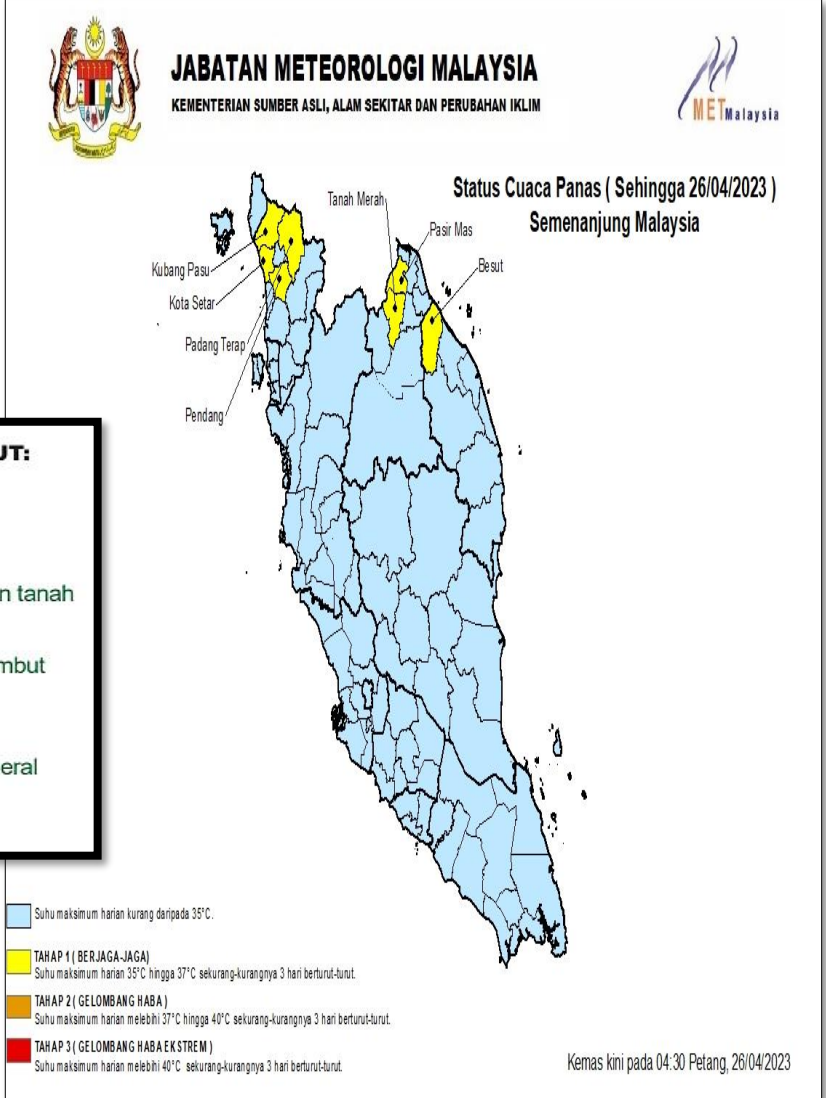 JABATAN METEOROLOGI MALAYSIA
KEMENTERIAN SUMBER ASLI, ALAM SEKITAR DAN PERUBAHAN IKLIM
METMalaysia
Status Cuaca Panas ( Sehingga 26/04/2023 )
Semenanjung Malaysia
Tanah Merah
Pasir Mas
Besut
Kubang Pasu
Kota Setar
Padang Terap
Pendang
UT:
n tanah
mbut
eral
Suhu maksimum harian kurang daripada 35°C.
TAHAP 1 ( BERJAGA-JAGA)
Suhu maksimum harian 35°C hingga 37°C sekurang-kurangnya 3 hari berturut-turut.
TAHAP 2 ( GELOMBANG HABA )
Suhu maksimum harian melebihi 37°C hingga 40°C sekurang-kurangnya 3 hari berturut-turut.
TAHAP 3 ( GELOMBANG HABA EKSTREM )
Suhu maksimum harian melebihi 40°C sekurang-kurangnya 3 hari berturut-turut.
Kemas kini pada 04:30 Petang, 26/04/2023